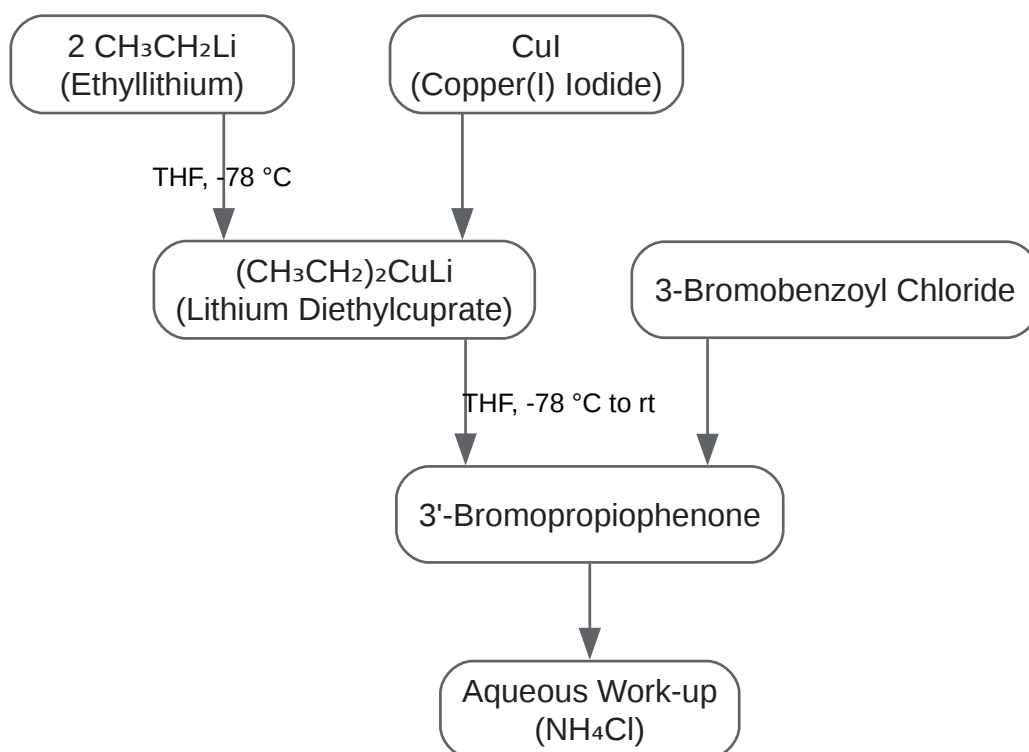 2 CH₃CH₂Li
(Ethyllithium)
CuI
(Copper(I) Iodide)
THF, -78 °C
(CH₃CH₂)₂CuLi
(Lithium Diethylcuprate)
3-Bromobenzoyl Chloride
THF, -78 °C to rt
3'-Bromopropiophenone
Aqueous Work-up
(NH₄Cl)